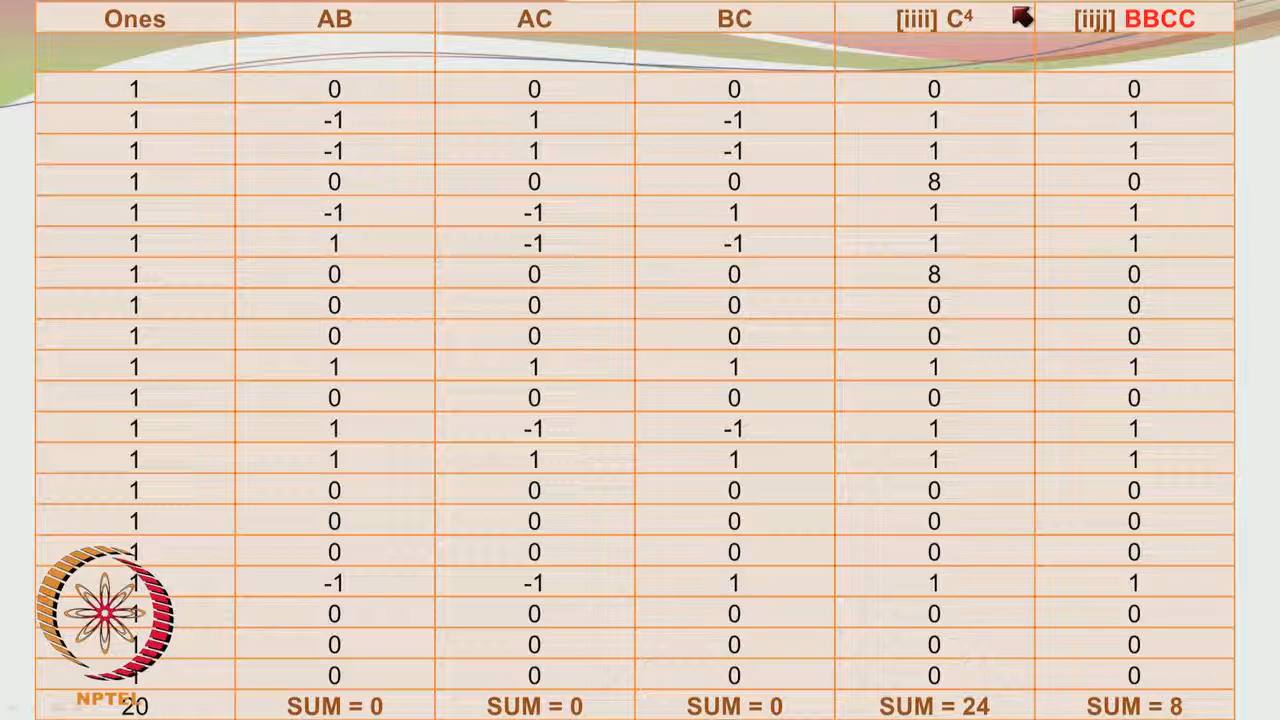 Ones AB AC BC [iiii] C⁴ [iijj] BBCC
1 0 0 0 0 0
1 -1 1 -1 1 1
1 -1 1 -1 1 1
1 0 0 0 8 0
1 -1 -1 1 1 1
1 1 -1 -1 1 1
1 0 0 0 8 0
1 0 0 0 0 0
1 0 0 0 0 0
1 1 1 1 1 1
1 0 0 0 0 0
1 1 -1 -1 1 1
1 1 1 1 1 1
1 0 0 0 0 0
1 0 0 0 0 0
1 0 0 0 0 0
1 -1 -1 1 1 1
1 0 0 0 0 0
1 0 0 0 0 0
1 0 0 0 0 0
20 SUM = 0 SUM = 0 SUM = 0 SUM = 24 SUM = 8
NPTEL